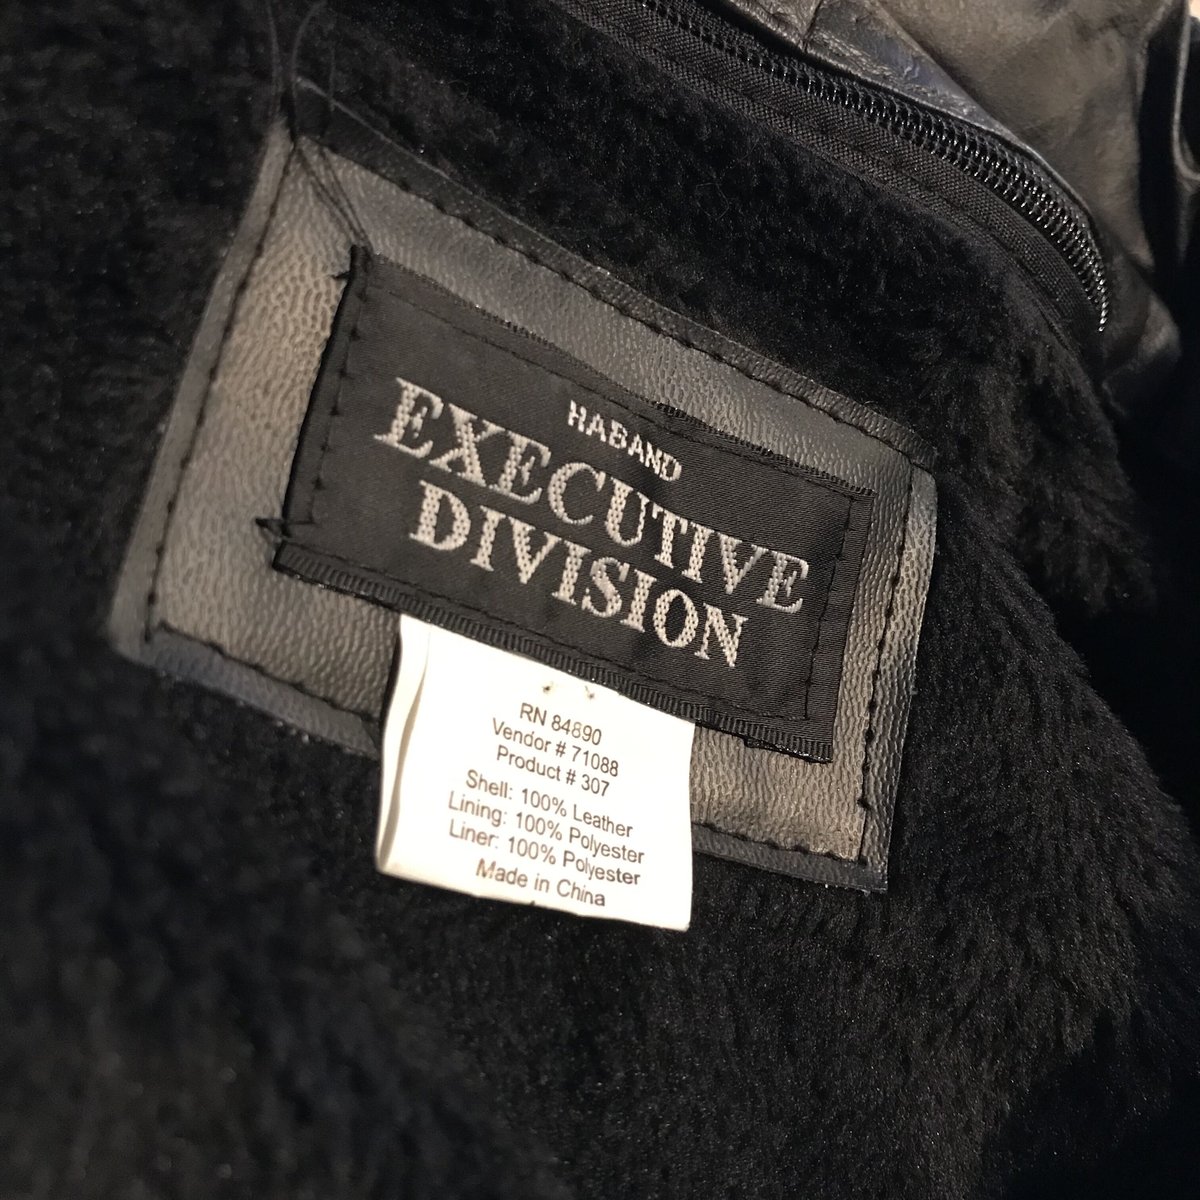 HABAND
EXECUTIVE
DIVISION
RN 84890
Vendor # 71088
Product # 307
Shell: 100% Leather
Lining: 100% Polyester
Liner: 100% Polyester
Made in China